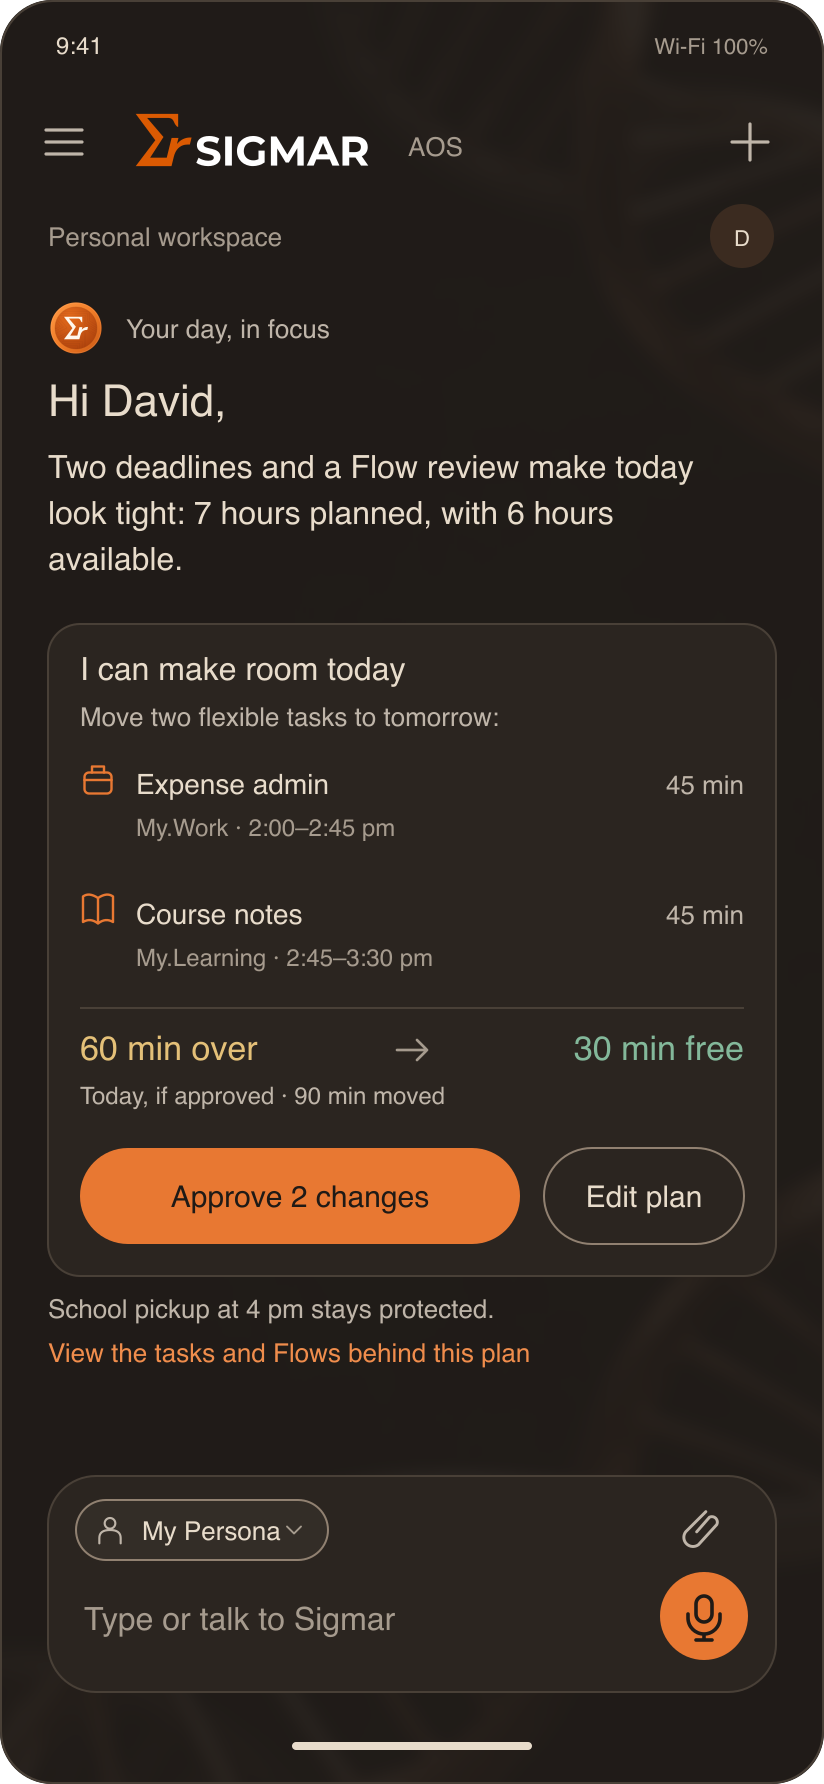 9:41
Wi-Fi 100%
Σr SIGMAR AOS
Personal workspace
D
Σr
Your day, in focus
Hi David,
Two deadlines and a Flow review make today
look tight: 7 hours planned, with 6 hours
available.
I can make room today
Move two flexible tasks to tomorrow:
Expense admin
45 min
My.Work · 2:00–2:45 pm
Course notes
45 min
My.Learning · 2:45–3:30 pm
60 min over → 30 min free
Today, if approved · 90 min moved
Approve 2 changes
Edit plan
School pickup at 4 pm stays protected.
View the tasks and Flows behind this plan
My Persona
Type or talk to Sigmar